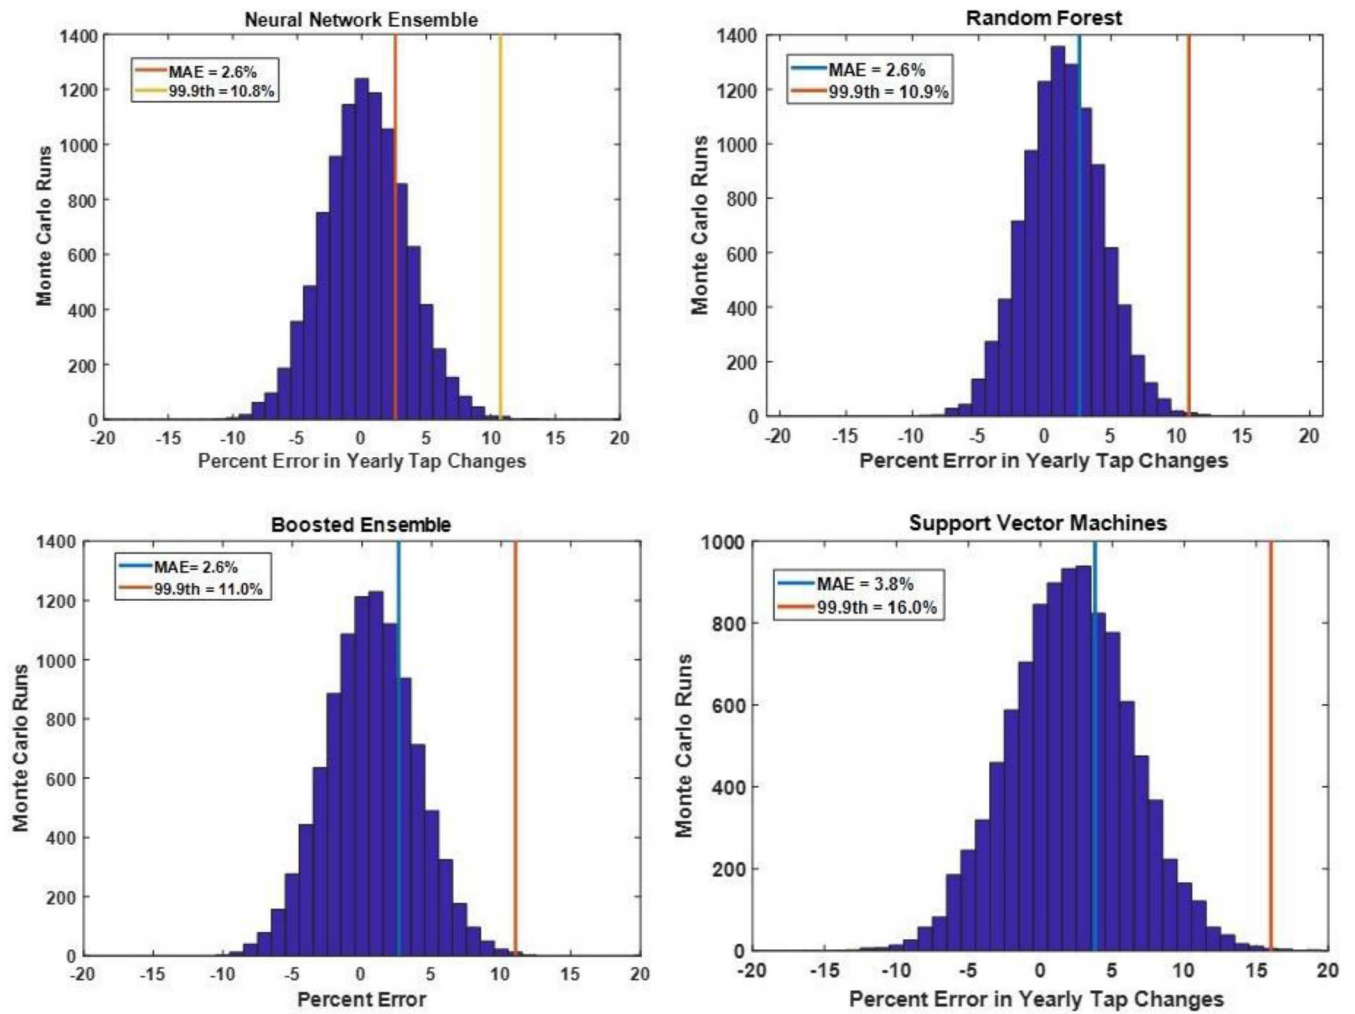 Neural Network Ensemble
MAE = 2.6%
99.9th = 10.8%
1400
1200
1000
800
600
400
200
0
Monte Carlo Runs
-20 -15 -10 -5 0 5 10 15 20
Percent Error in Yearly Tap Changes
Random Forest
MAE = 2.6%
99.9th = 10.9%
1400
1200
1000
800
600
400
200
0
Monte Carlo Runs
-20 -15 -10 -5 0 5 10 15 20
Percent Error in Yearly Tap Changes
Boosted Ensemble
MAE= 2.6%
99.9th = 11.0%
1400
1200
1000
800
600
400
200
0
Monte Carlo Runs
-20 -15 -10 -5 0 5 10 15 20
Percent Error
Support Vector Machines
MAE = 3.8%
99.9th = 16.0%
1000
800
600
400
200
0
Monte Carlo Runs
-20 -15 -10 -5 0 5 10 15 20
Percent Error in Yearly Tap Changes